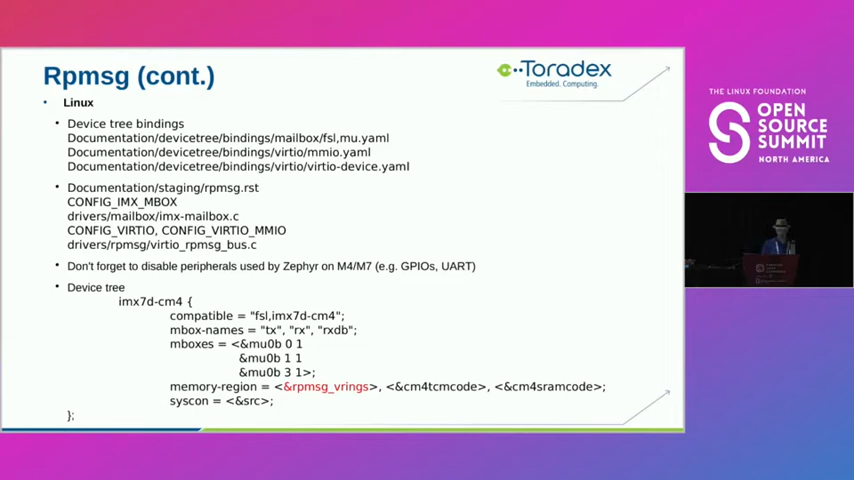 Rpmsg (cont.)
Toradex
Embedded. Computing.
• Linux
• Device tree bindings
Documentation/devicetree/bindings/mailbox/fsl,mu.yaml
Documentation/devicetree/bindings/virtio/mmio.yaml
Documentation/devicetree/bindings/virtio/virtio-device.yaml
• Documentation/staging/rpmsg.rst
CONFIG_IMX_MBOX
drivers/mailbox/imx-mailbox.c
CONFIG_VIRTIO, CONFIG_VIRTIO_MMIO
drivers/rpmsg/virtio_rpmsg_bus.c
• Don't forget to disable peripherals used by Zephyr on M4/M7 (e.g. GPIOs, UART)
• Device tree
imx7d-cm4 {
compatible = "fsl,imx7d-cm4";
mbox-names = "tx", "rx", "rxdb";
mboxes = <&mu0b 0 1
&mu0b 1 1
&mu0b 3 1>;
memory-region = <&rpmsg_vrings>, <&cm4tcmcode>, <&cm4sramcode>;
syscon = <&src>;
};
THE LINUX FOUNDATION
OPEN
SOURCE
SUMMIT
NORTH AMERICA